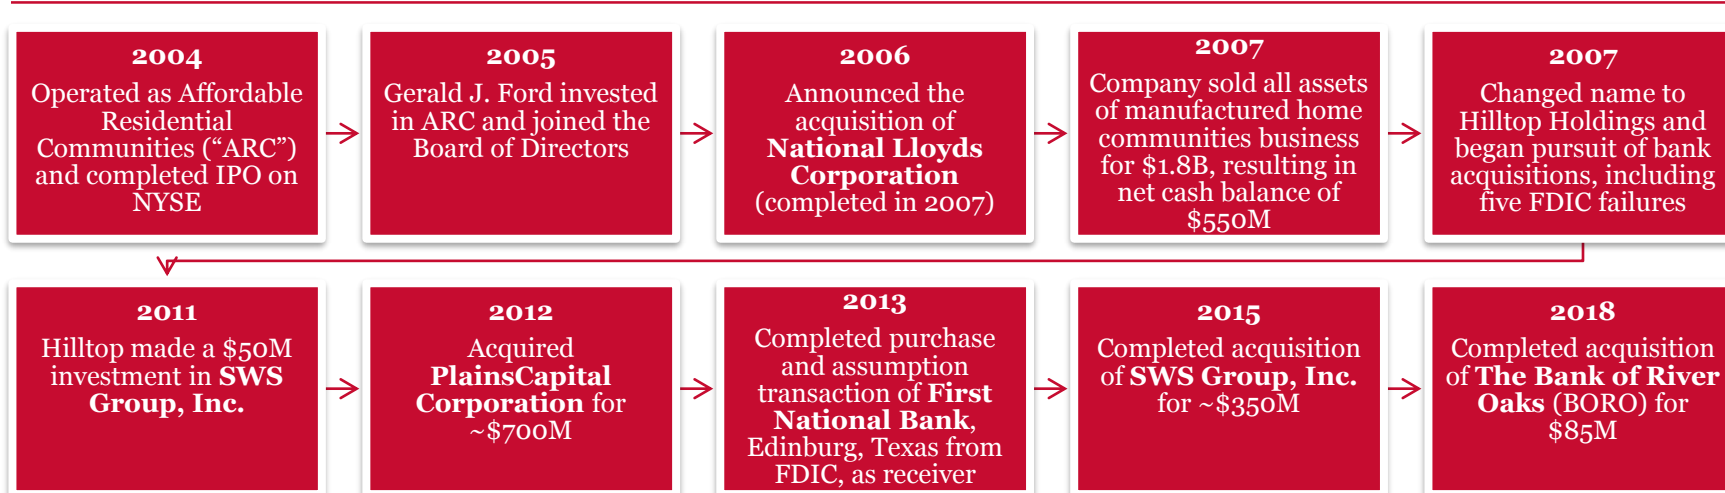 2004
Operated as Affordable
Residential
Communities (“ARC”)
and completed IPO on
NYSE
2005
Gerald J. Ford invested
in ARC and joined the
Board of Directors
2006
Announced the
acquisition of
National Lloyds
Corporation
(completed in 2007)
2007
Company sold all assets
of manufactured home
communities business
for $1.8B, resulting in
net cash balance of
$550M
2007
Changed name to
Hilltop Holdings and
began pursuit of bank
acquisitions, including
five FDIC failures
2011
Hilltop made a $50M
investment in SWS
Group, Inc.
2012
Acquired
PlainsCapital
Corporation for
~$700M
2013
Completed purchase
and assumption
transaction of First
National Bank,
Edinburg, Texas from
FDIC, as receiver
2015
Completed acquisition
of SWS Group, Inc.
for ~$350M
2018
Completed acquisition
of The Bank of River
Oaks (BORO) for
$85M